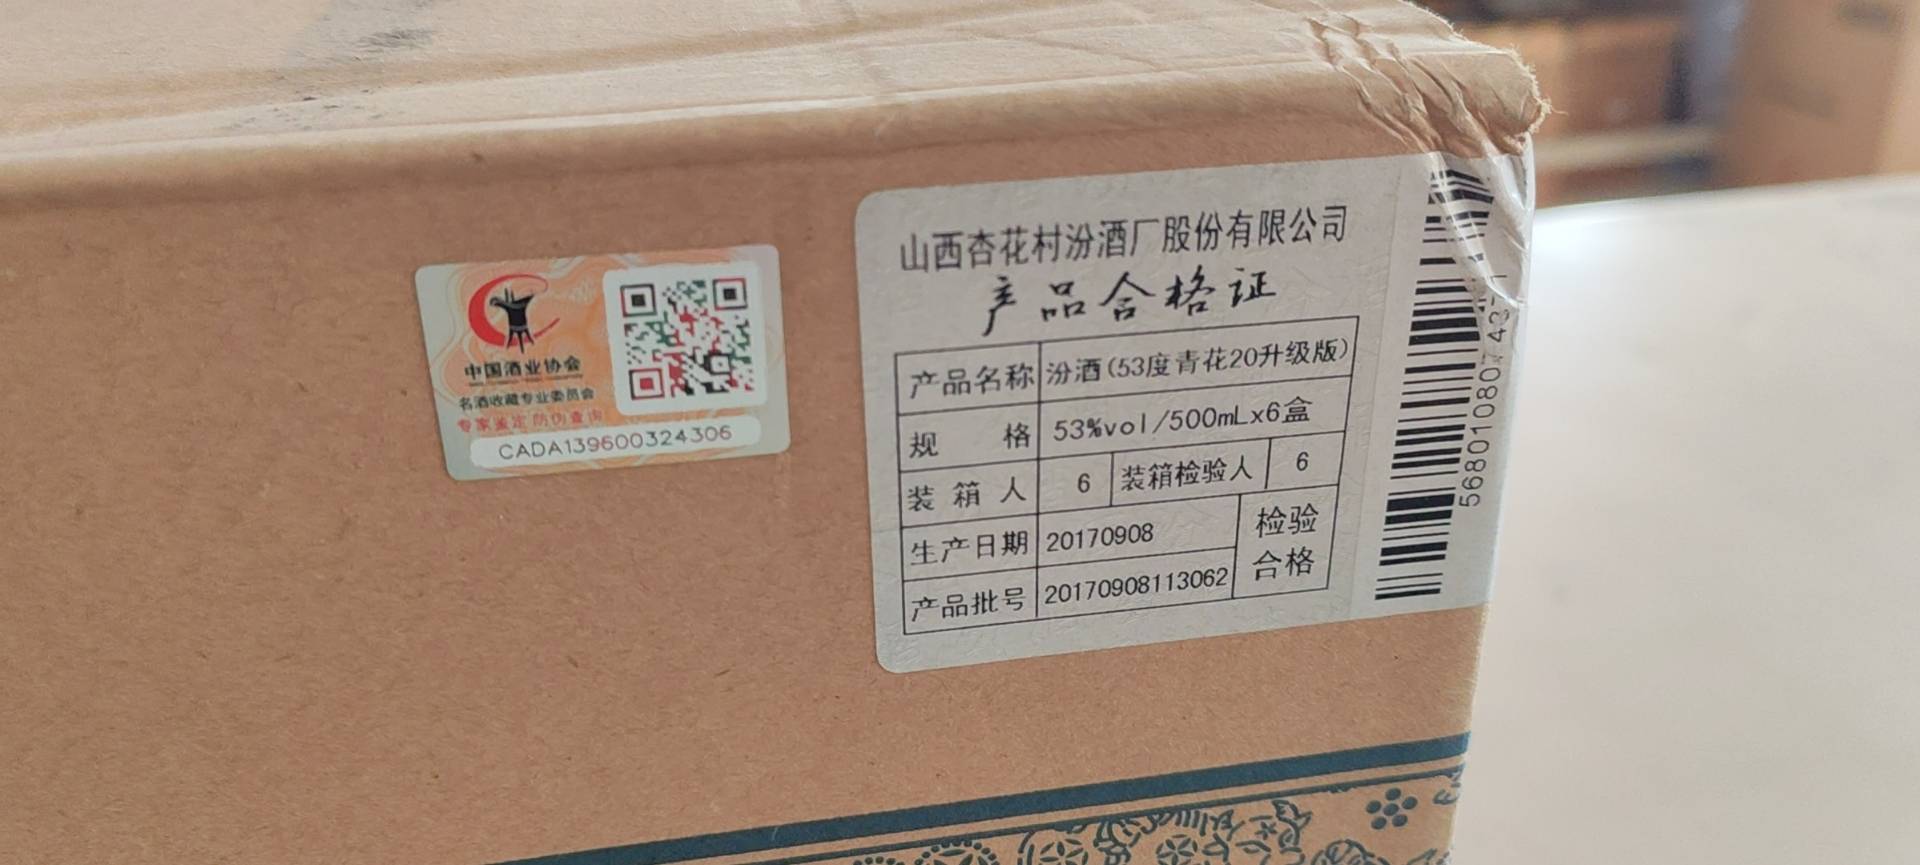 中国酒业协会
名酒收藏专业委员会
专家鉴定 防伪查询
CADA139600324306
山西杏花村汾酒厂股份有限公司
产品合格证
产品名称 汾酒(53度青花20升级版)
规 格 53%vol/500mLx6盒
装 箱 人 6 装箱检验人 6
生产日期 20170908 检验
产品批号 20170908113062 合格